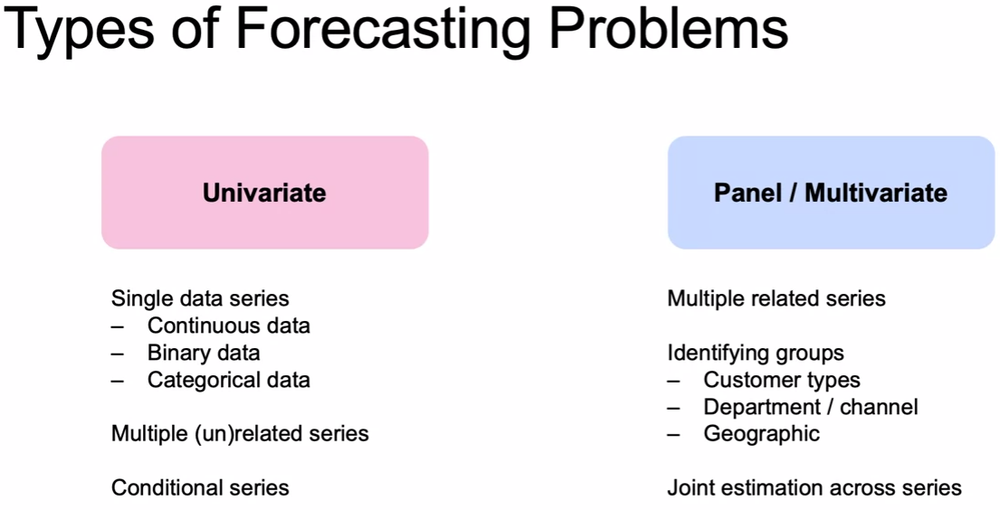 Types of Forecasting Problems
Univariate
Single data series
– Continuous data
– Binary data
– Categorical data
Multiple (un)related series
Conditional series
Panel / Multivariate
Multiple related series
Identifying groups
– Customer types
– Department / channel
– Geographic
Joint estimation across series